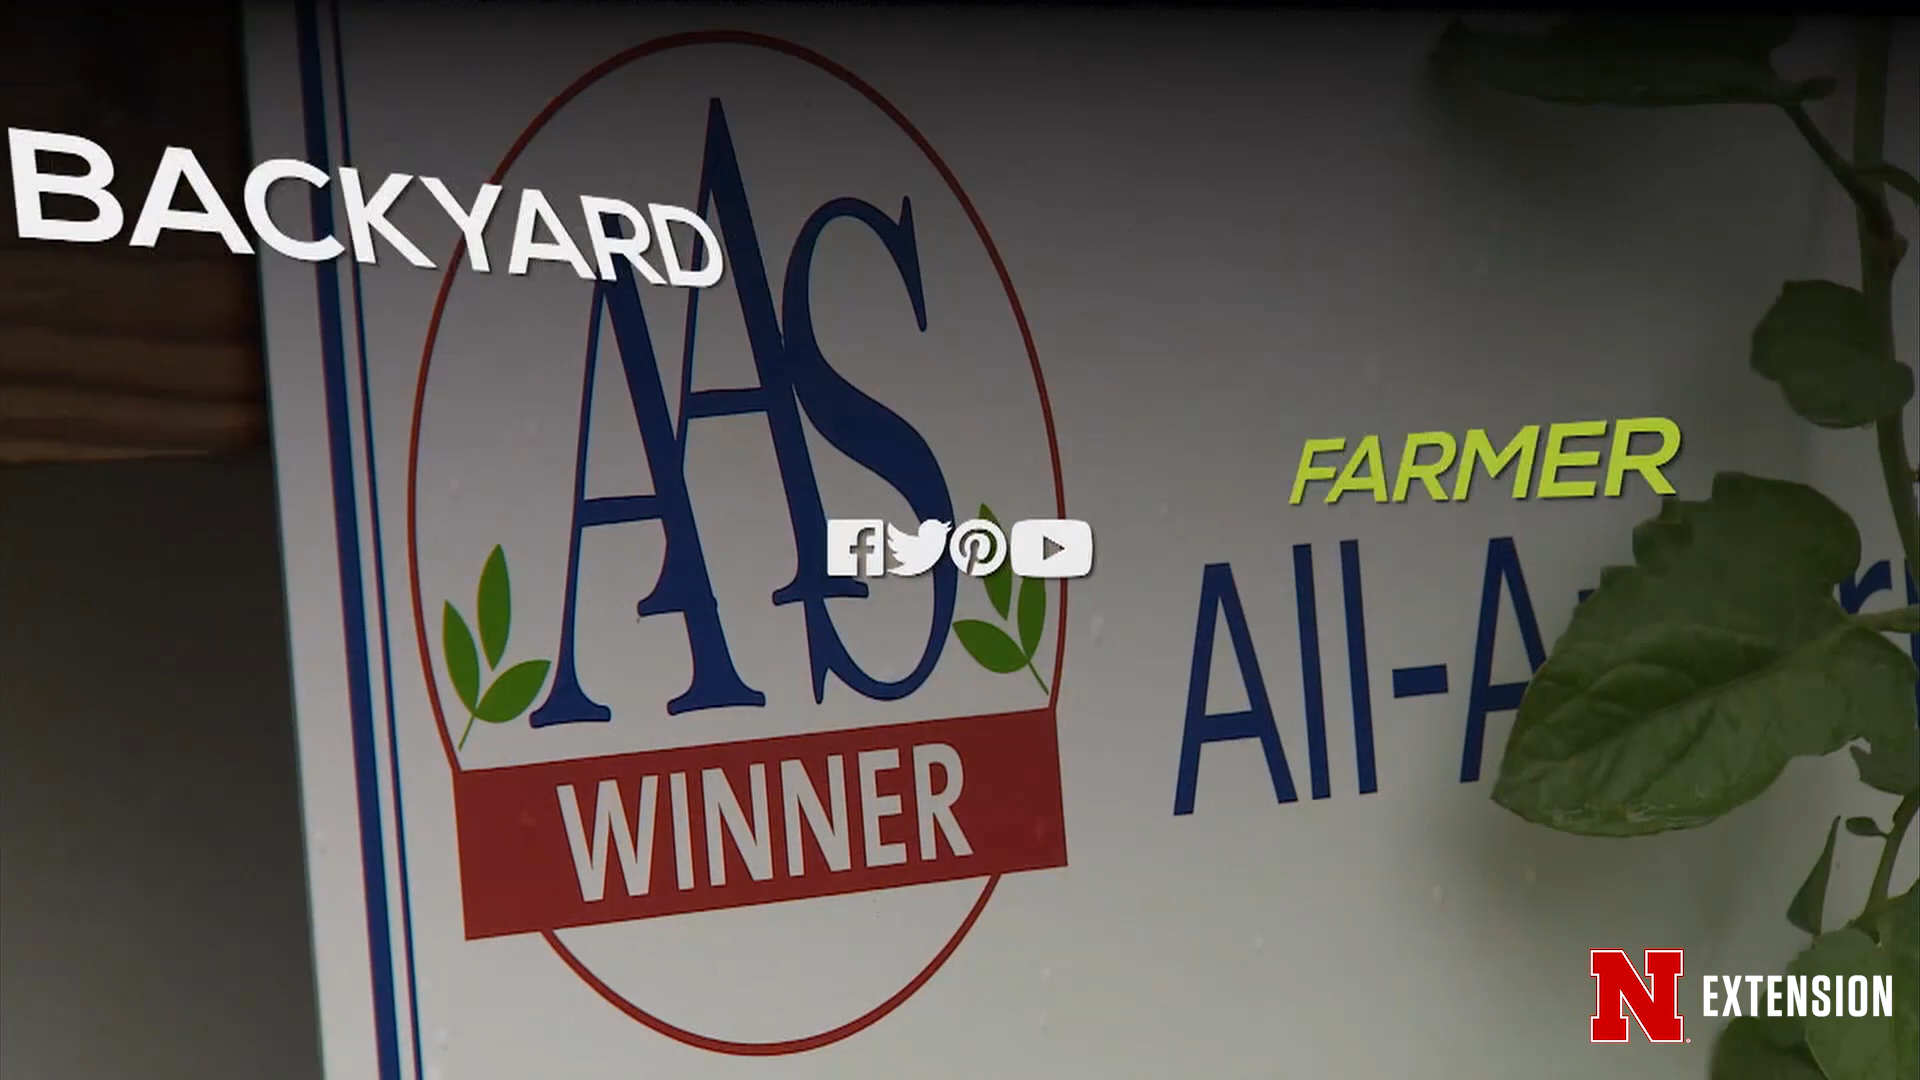 BACKYARD
FARMER
AAS
WINNER
All-A
N EXTENSION